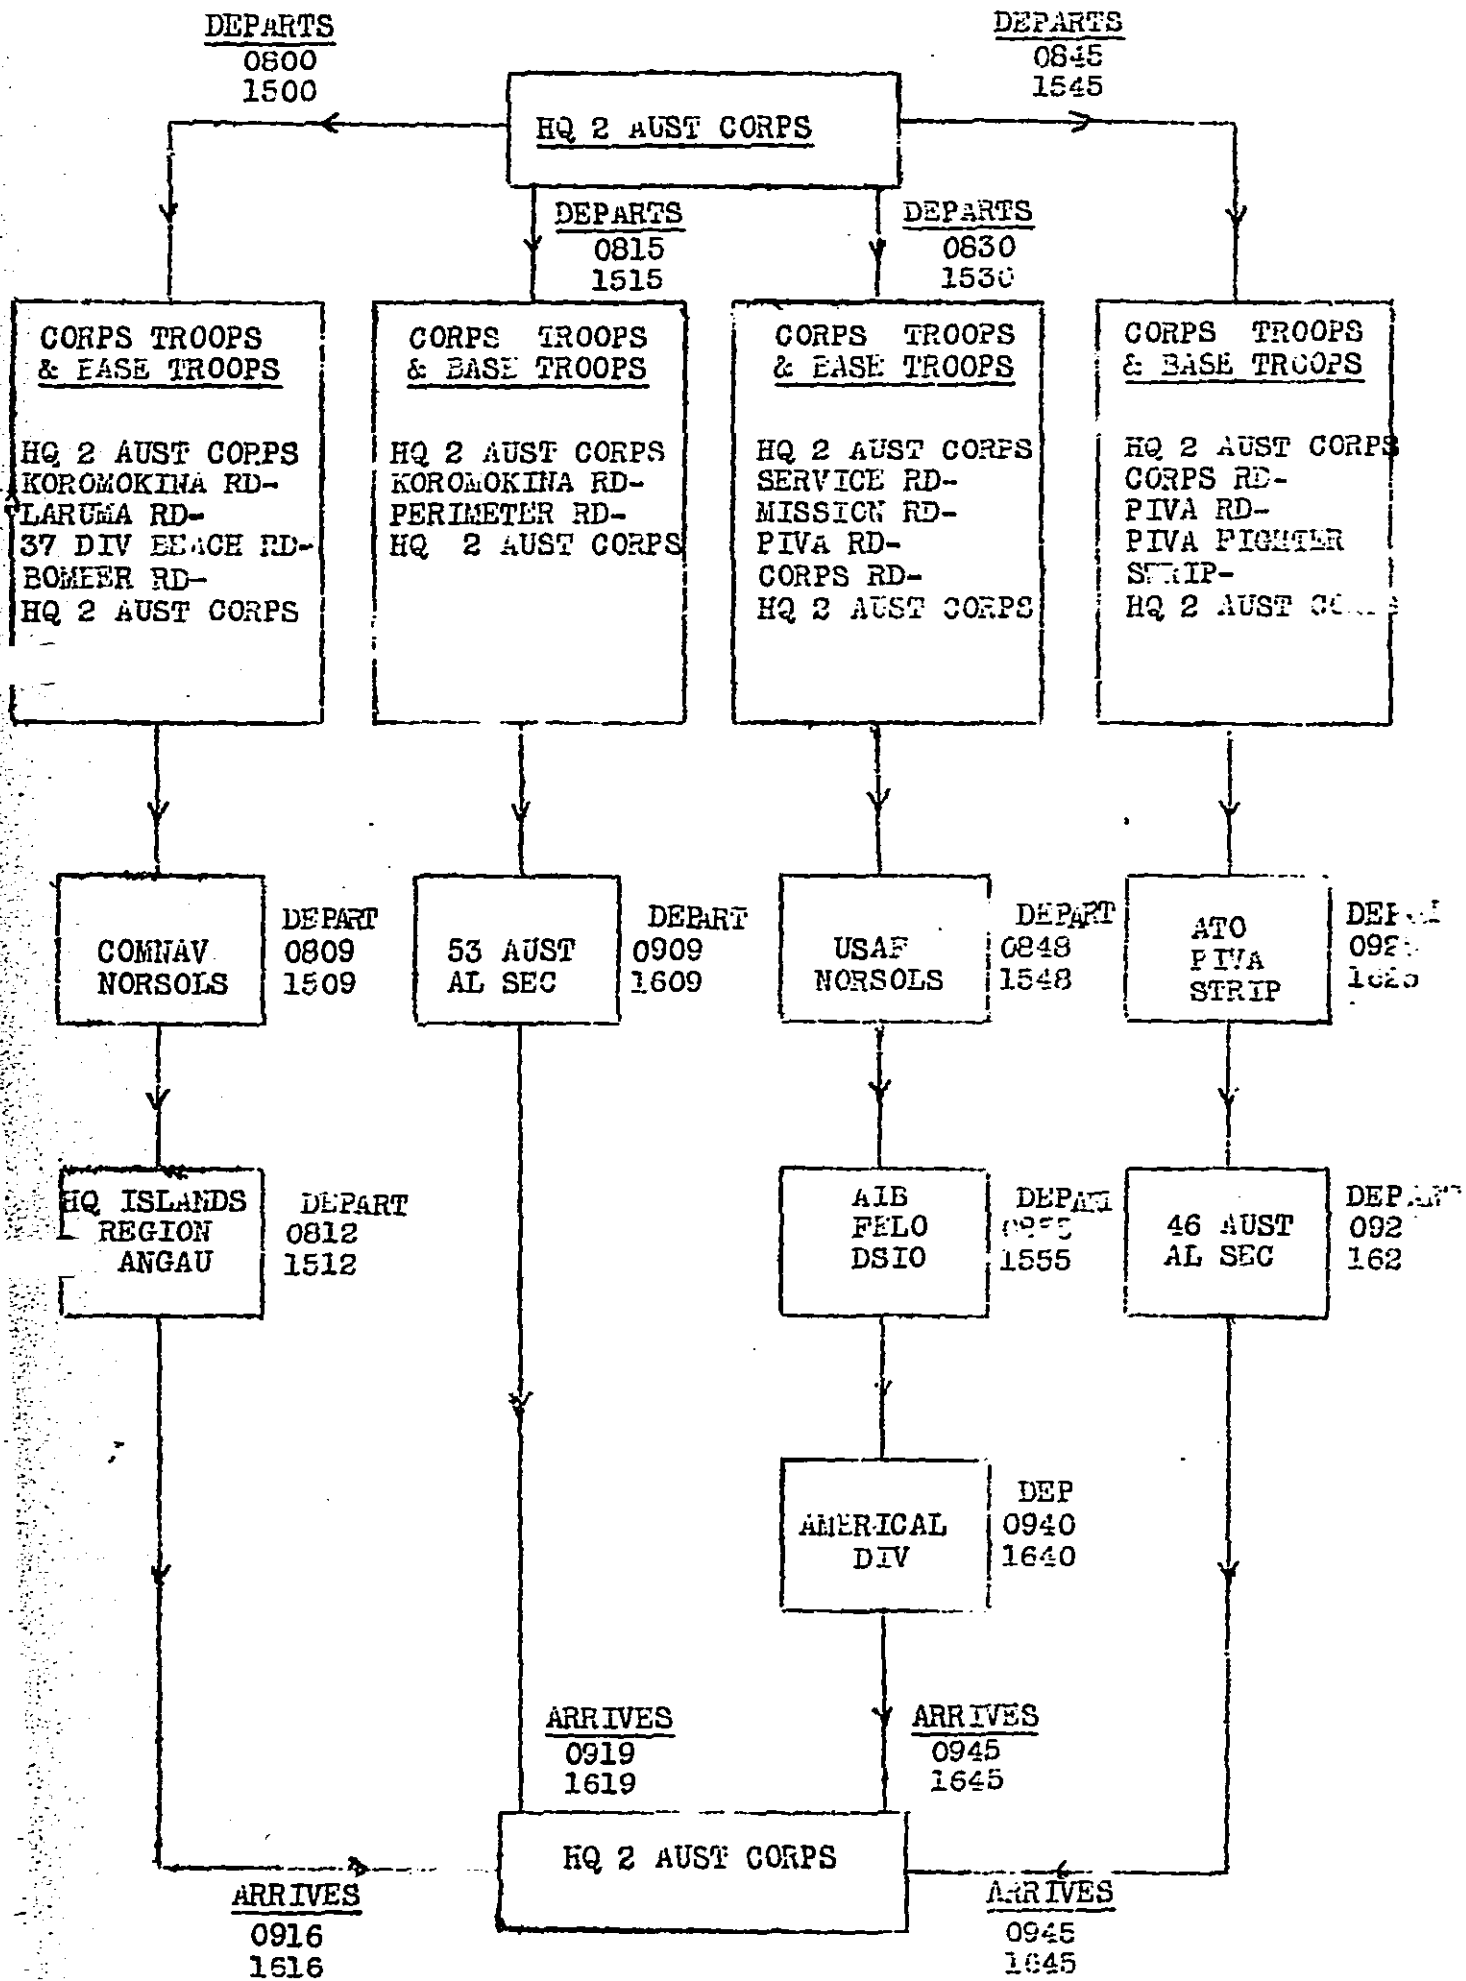 DEPARTS
0800
1500
DEPARTS
0845
1545
HQ 2 AUST CORPS
DEPARTS
0815
1515
DEPARTS
0830
1530
CORPS TROOPS
& BASE TROOPS
HQ 2 AUST CORPS
KOROMOKINA RD-
LARUMA RD-
37 DIV BEACH RD-
BOMBER RD-
HQ 2 AUST CORPS
CORPS TROOPS
& BASE TROOPS
HQ 2 AUST CORPS
KOROMOKINA RD-
PERIMETER RD-
HQ 2 AUST CORPS
CORPS TROOPS
& BASE TROOPS
HQ 2 AUST CORPS
SERVICE RD-
MISSION RD-
PIVA RD-
CORPS RD-
HQ 2 AUST CORPS
CORPS TROOPS
& BASE TROOPS
HQ 2 AUST CORPS
CORPS RD-
PIVA RD-
PIVA FIGHTER
STRIP-
HQ 2 AUST
COMNAV
NORSOLS
DEPART
0809
1509
53 AUST
AL SEC
DEPART
0909
1609
USAF
NORSOLS
DEPART
0848
1548
ATO
PIVA
STRIP
HQ ISLANDS
REGION
ANGAU
DEPART
0812
1512
AIB
FELO
DSIO
DEPART
1555
46 AUST
AL SEC
DEPART
AMERICAL
DIV
DEP
0940
1640
ARRIVES
0919
1619
ARRIVES
0945
1645
HQ 2 AUST CORPS
ARRIVES
0916
1616
ARRIVES
0945
1645